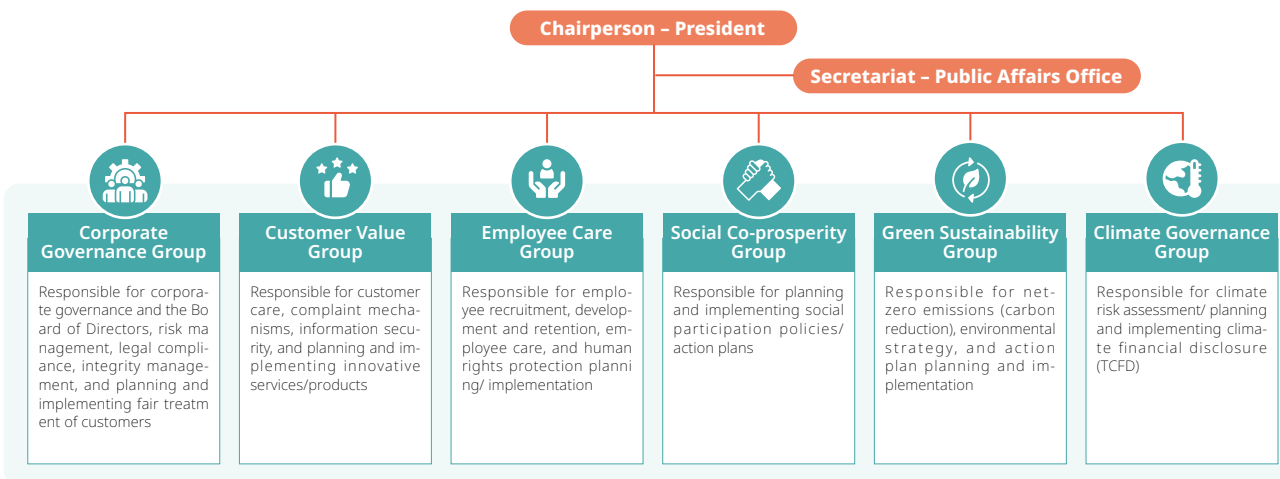 Chairperson – President
Secretariat – Public Affairs Office
Corporate
Governance Group
Responsible for corpora-
te governance and the Bo
ard of Directors, risk ma
nagement, legal compli-
ance, integrity manage-
ment, and planning and
implementing fair treatm
ent of customers
Customer Value
Group
Responsible for customer
care, complaint mecha-
nisms, information secu-
rity, and planning and im-
plementing innovative
services/products
Employee Care
Group
Responsible for emplo-
yee recruitment, develop-
ment and retention, em-
ployee care, and human
rights protection planni
ng/ implementation
Social Co-prosperity
Group
Responsible for planning
and implementing social
participation policies/
action plans
Green Sustainability
Group
Responsible for net-
zero emissions (carbon
reduction), environmental
strategy, and action
plan planning and im-
plementation
Climate Governance
Group
Responsible for climate
risk assessment/ planning
and implementing clima-
te financial disclosure
(TCFD)